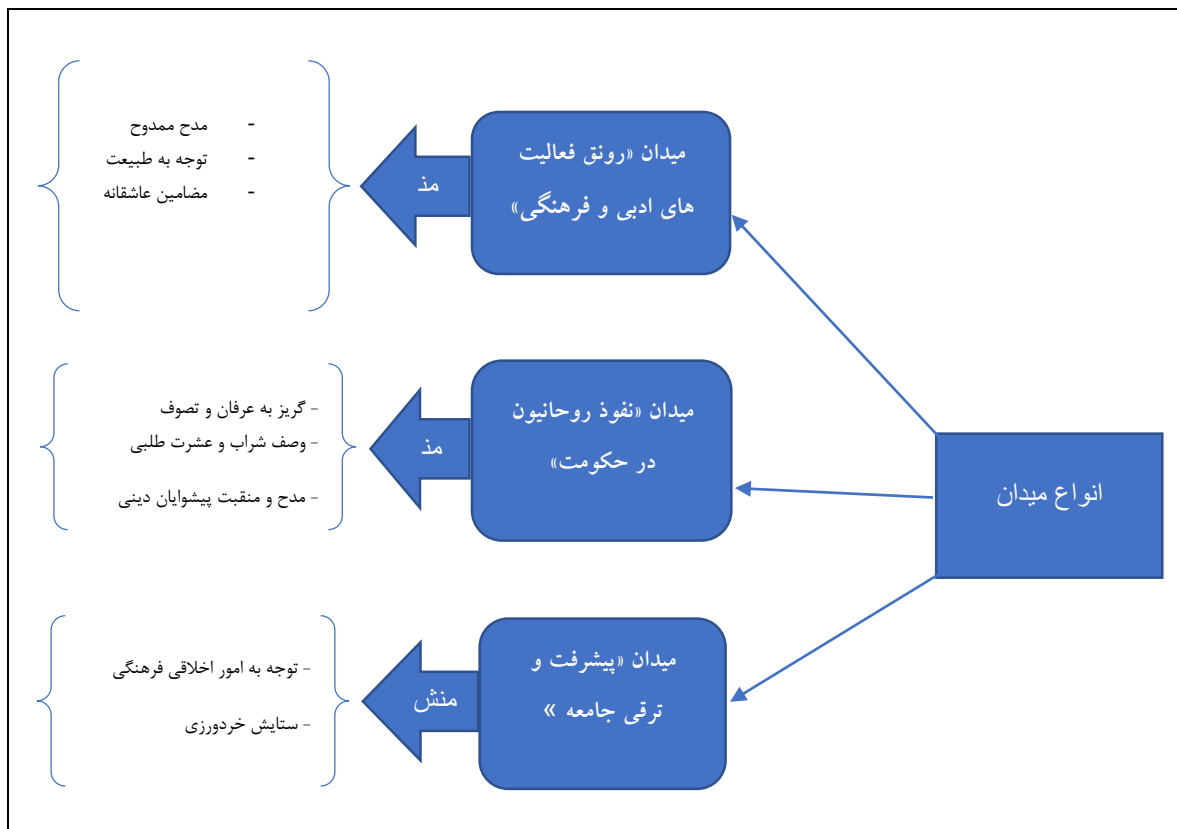 انواع میدان
میدان «رونق فعالیت
های ادبی و فرهنگی»
مذ
- مدح ممدوح
- توجه به طبیعت
- مضامین عاشقانه
میدان «نفوذ روحانیون
در حکومت»
مذ
- گریز به عرفان و تصوف
- وصف شراب و عشرت طلبی
- مدح و منقبت پیشوایان دینی
میدان «پیشرفت و
ترقی جامعه »
منش
- توجه به امور اخلاقی فرهنگی
- ستایش خردورزی